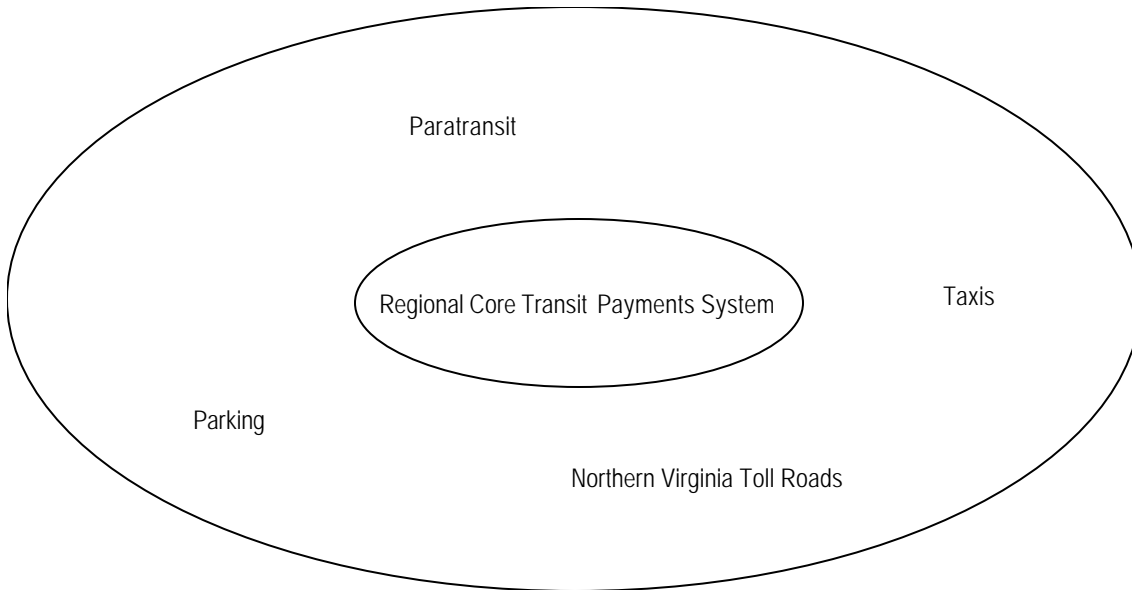 Paratransit
Regional Core Transit Payments System
Taxis
Parking
Northern Virginia Toll Roads